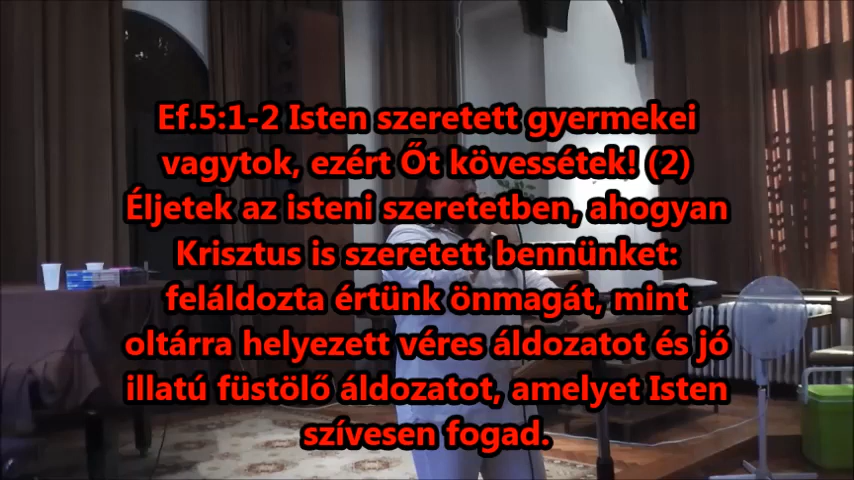 Ef.5:1-2 Isten szeretett gyermekei
vagytok, ezért Őt kövessétek! (2)
Éljetek az isteni szeretetben, ahogyan
Krisztus is szeretett bennünket:
feláldozta értünk önmagát, mint
oltárra helyezett véres áldozatot és jó
illatú füstölő áldozatot, amelyet Isten
szívesen fogad.